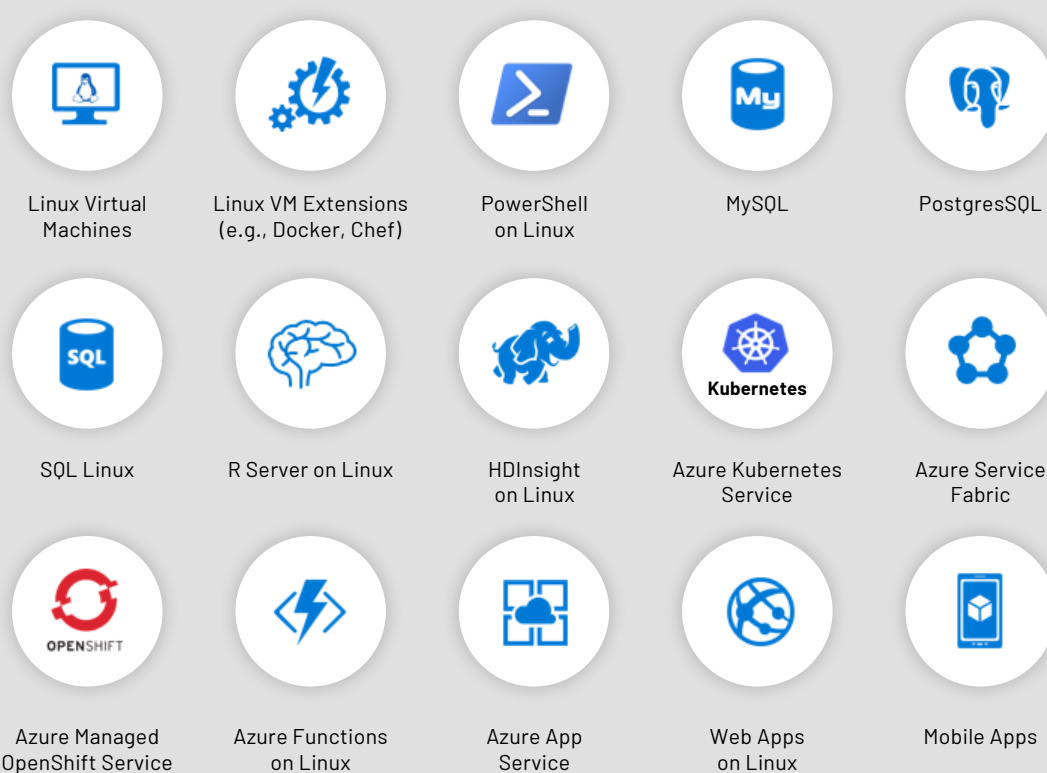 My
Linux Virtual
Machines
Linux VM Extensions
(e.g., Docker, Chef)
PowerShell
on Linux
MySQL
PostgresSQL
SQL
Kubernetes
SQL Linux
R Server on Linux
HDInsight
on Linux
Azure Kubernetes
Service
Azure Service
Fabric
OPENSHIFT
Azure Managed
OpenShift Service
Azure Functions
on Linux
Azure App
Service
Web Apps
on Linux
Mobile Apps